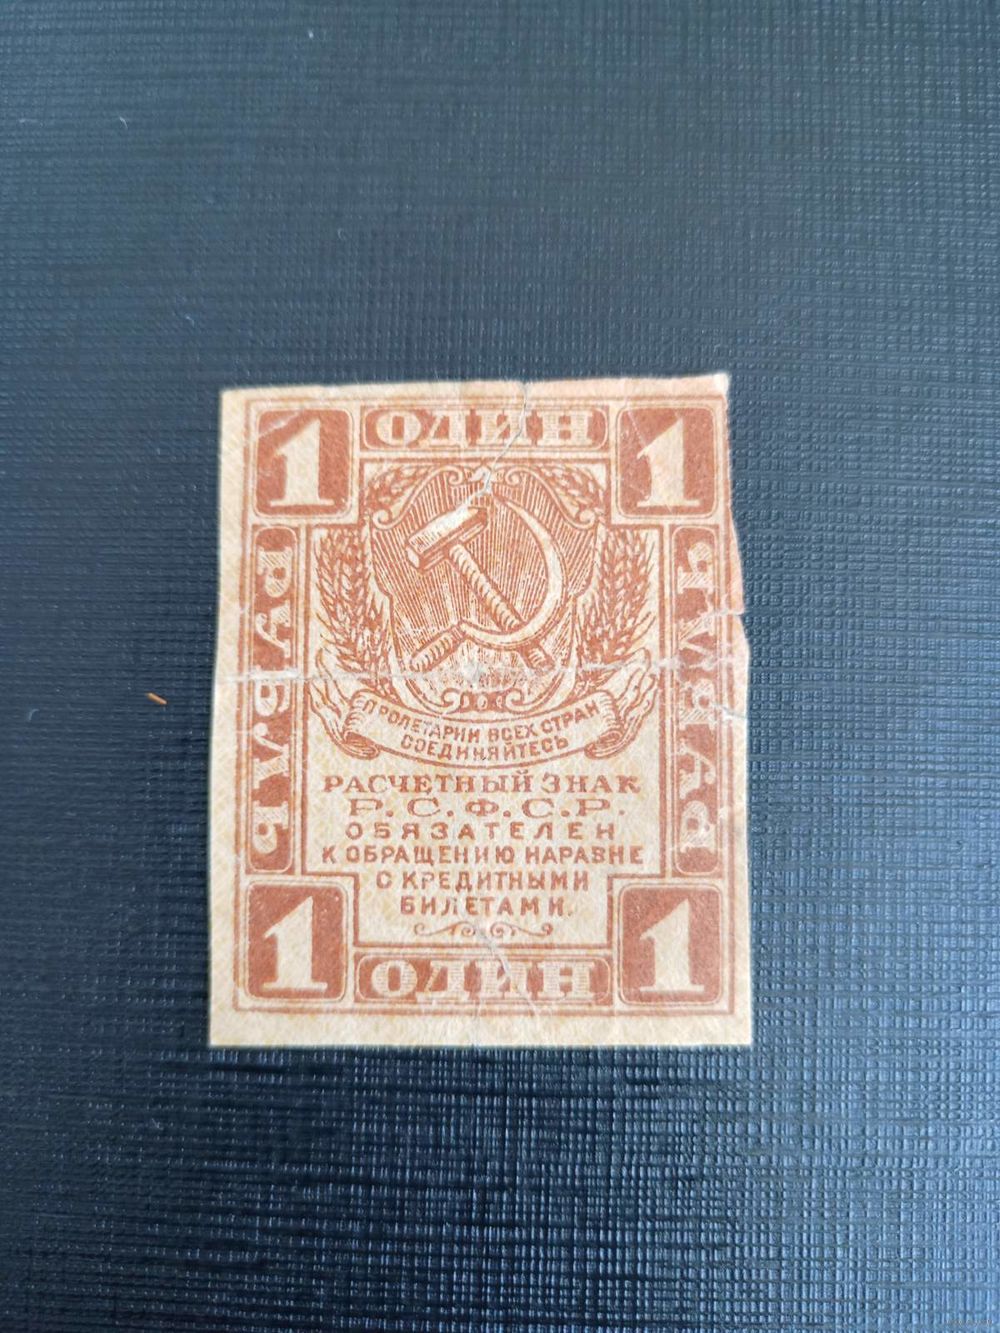 1 ОДИН 1
РУБЛЬ
РУБЛЬ
ПРОЛЕТАРИИ ВСЕХ СТРАН
СОЕДИНЯЙТЕСЬ
РАСЧЕТНЫЙ ЗНАК
Р.С.Ф.С.Р.
ОБЯЗАТЕЛЕН
К ОБРАЩЕНИЮ НАРАВНЕ
С КРЕДИТНЫМИ
БИЛЕТАМИ.
1 ОДИН 1